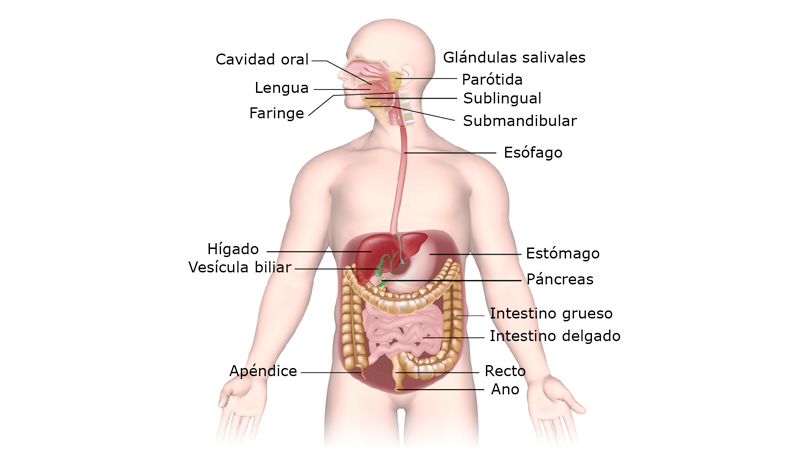 Cavidad oral
Lengua
Faringe
Glándulas salivales
Parótida
Sublingual
Submandibular
Esófago
Hígado
Vesícula biliar
Estómago
Páncreas
Intestino grueso
Intestino delgado
Apéndice
Recto
Ano